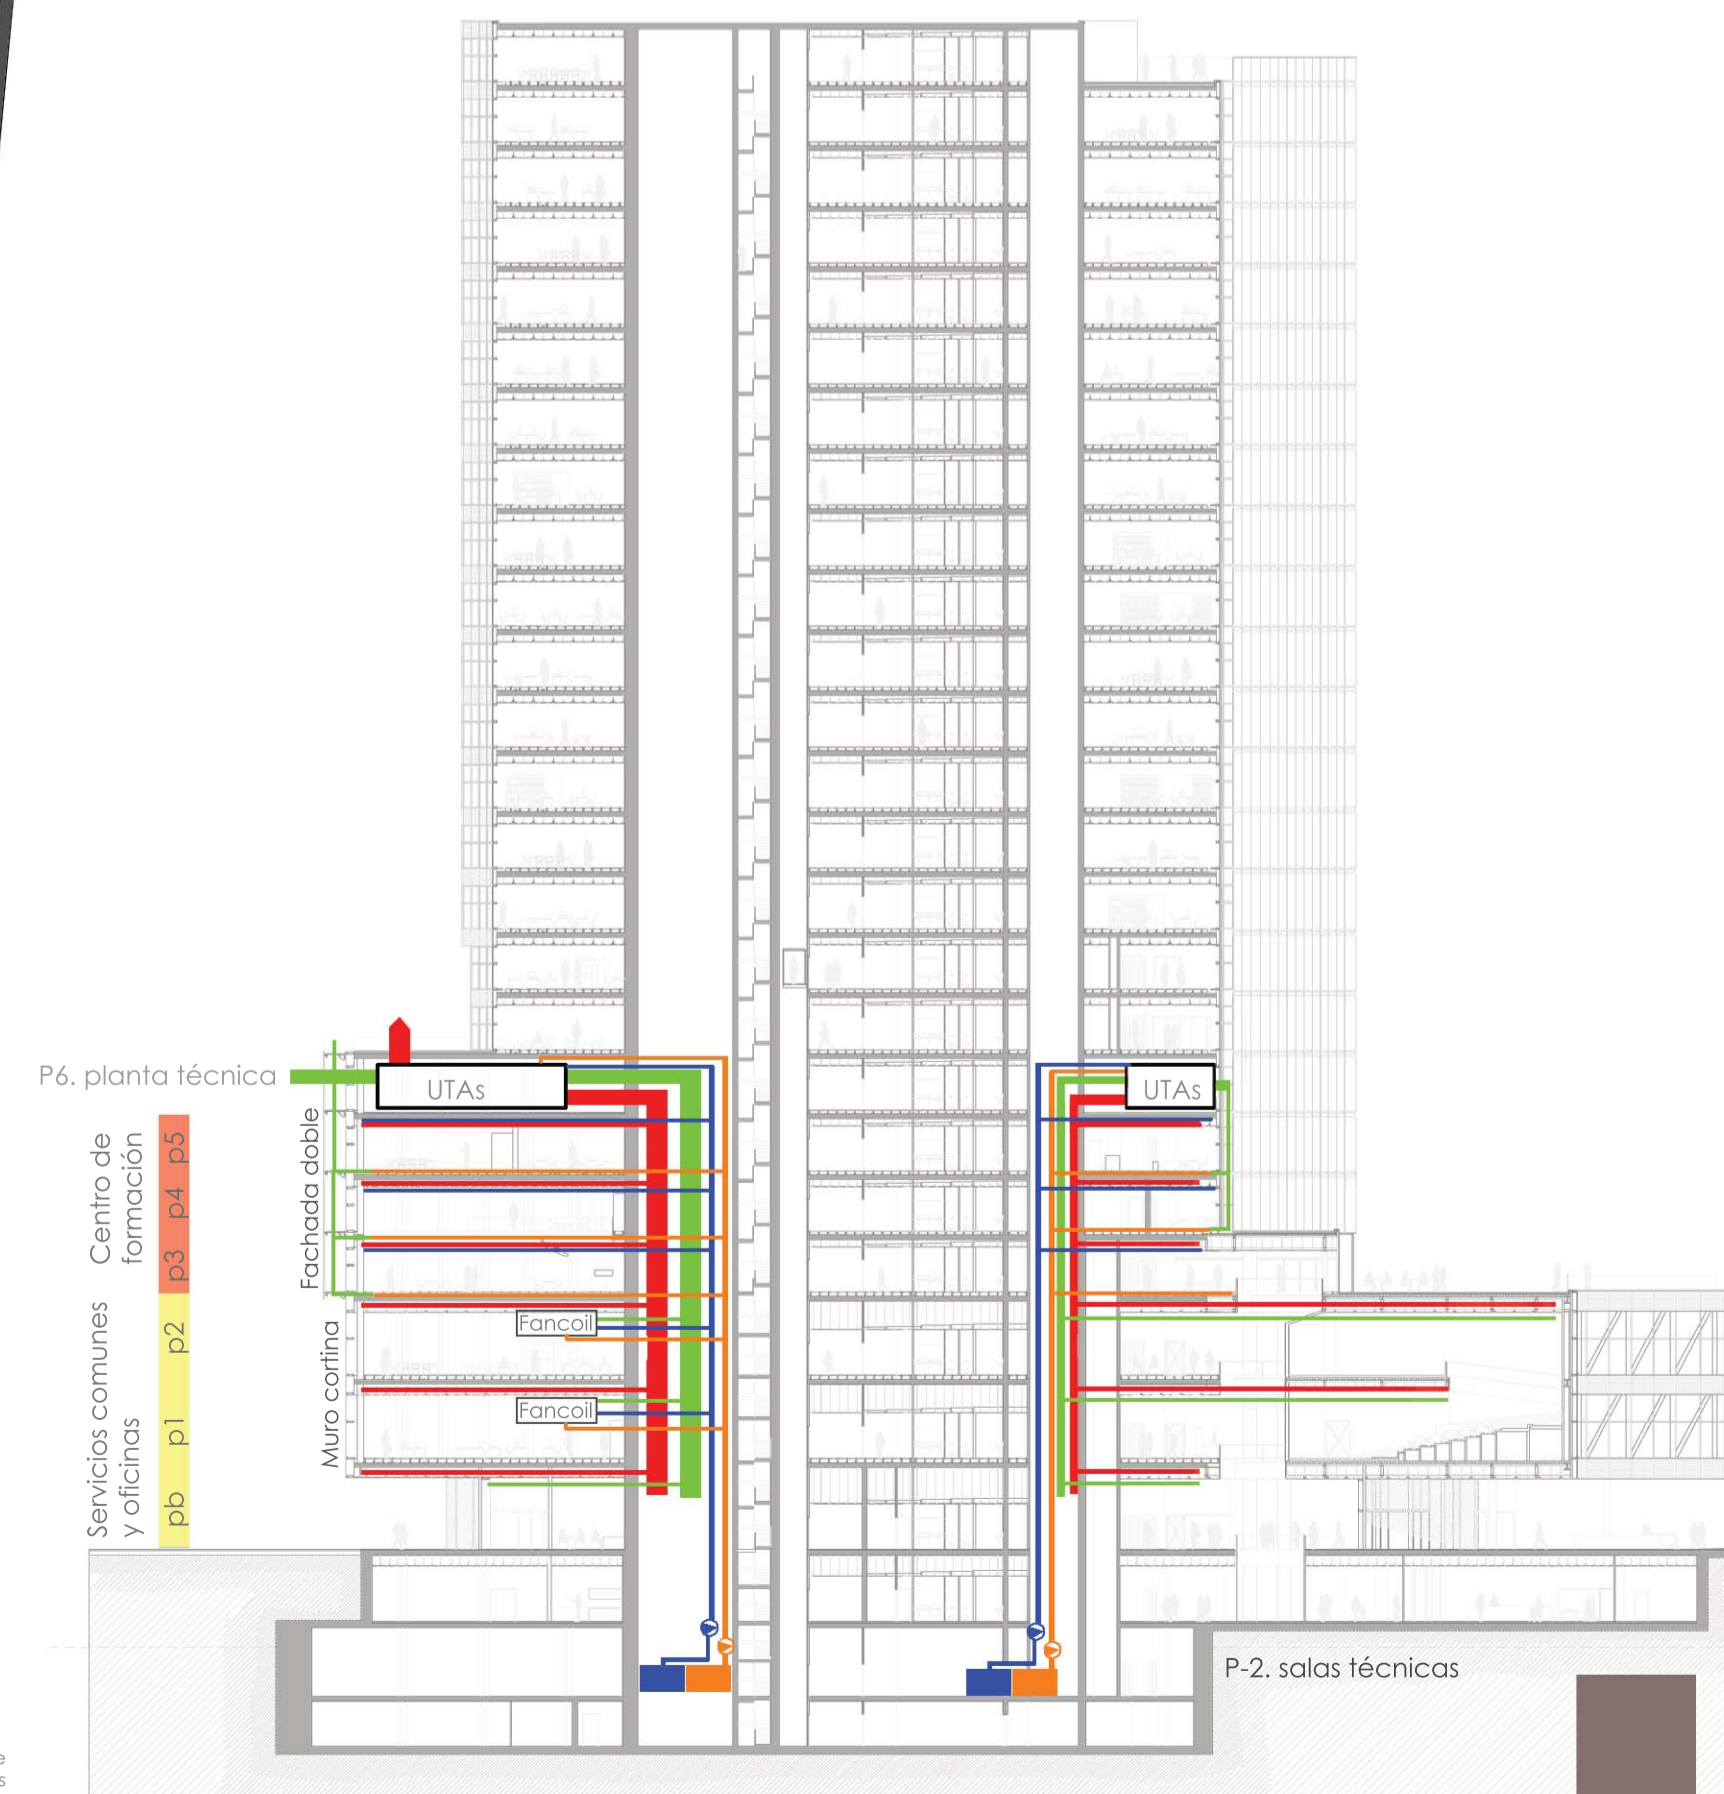 P6. planta técnica
UTAs
UTAs
Fachada doble
Centro de
formación
p5
p4
p3
Servicios comunes
y oficinas
p2
p1
pb
Muro cortina
Fancoil
Fancoil
P-2. salas técnicas
e
s